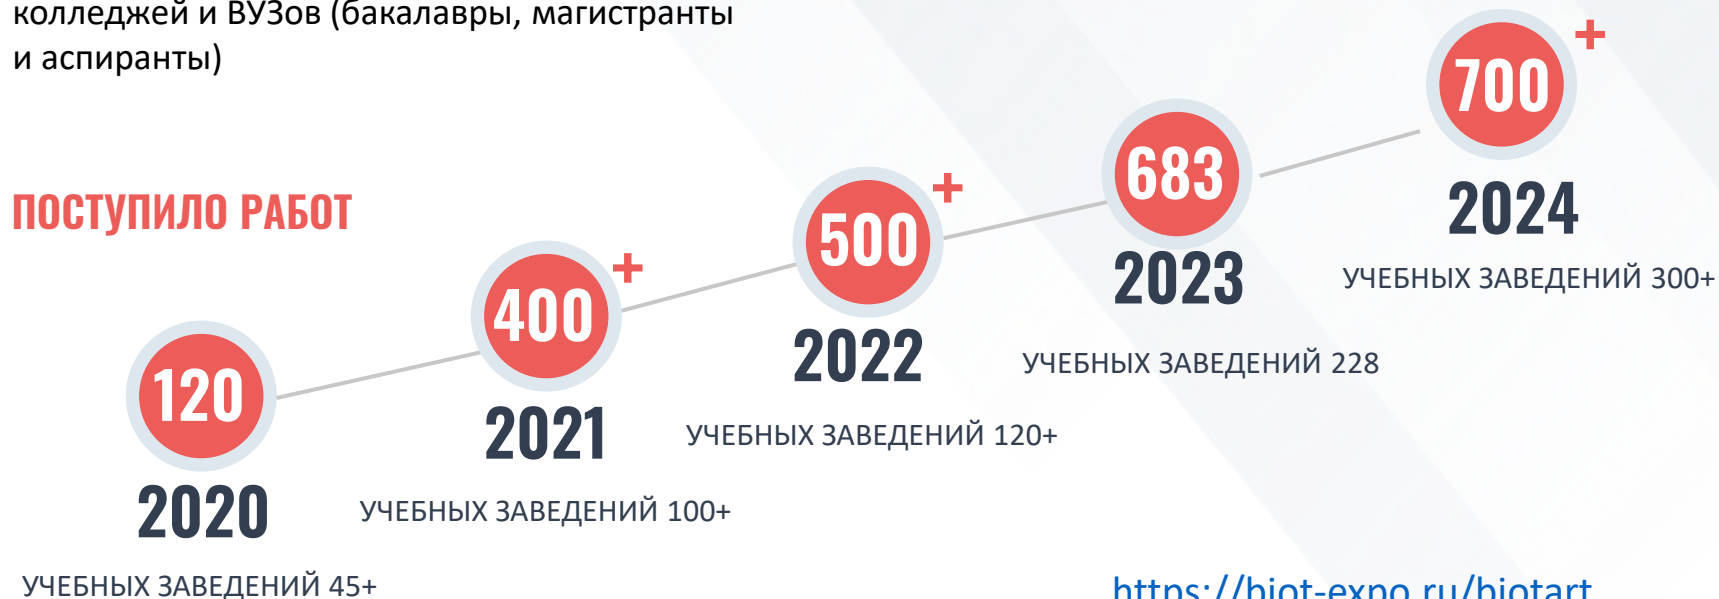 колледжей и ВУЗов (бакалавры, магистранты
и аспиранты)
ПОСТУПИЛО РАБОТ
120
2020
УЧЕБНЫХ ЗАВЕДЕНИЙ 45+
400+
2021
УЧЕБНЫХ ЗАВЕДЕНИЙ 100+
500+
2022
УЧЕБНЫХ ЗАВЕДЕНИЙ 120+
683
2023
УЧЕБНЫХ ЗАВЕДЕНИЙ 228
700+
2024
УЧЕБНЫХ ЗАВЕДЕНИЙ 300+
https://biot-expo.ru/biotart